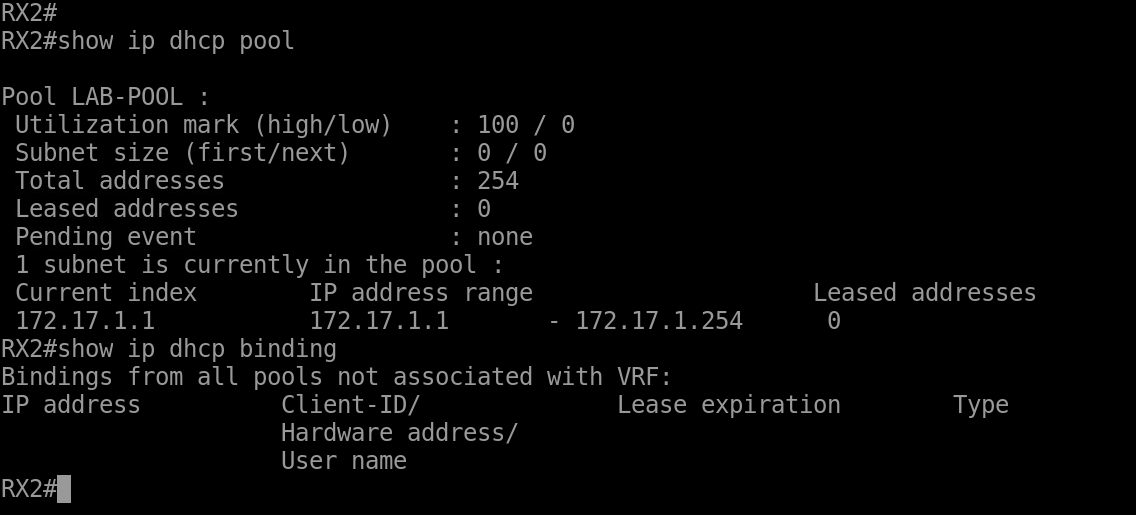 RX2#
RX2#show ip dhcp pool
Pool LAB-POOL :
 Utilization mark (high/low)    : 100 / 0
 Subnet size (first/next)       : 0 / 0
 Total addresses                : 254
 Leased addresses               : 0
 Pending event                  : none
 1 subnet is currently in the pool :
 Current index        IP address range                    Leased addresses
 172.17.1.1           172.17.1.1       - 172.17.1.254      0
RX2#show ip dhcp binding
Bindings from all pools not associated with VRF:
IP address          Client-ID/              Lease expiration        Type
                    Hardware address/
                    User name
RX2#